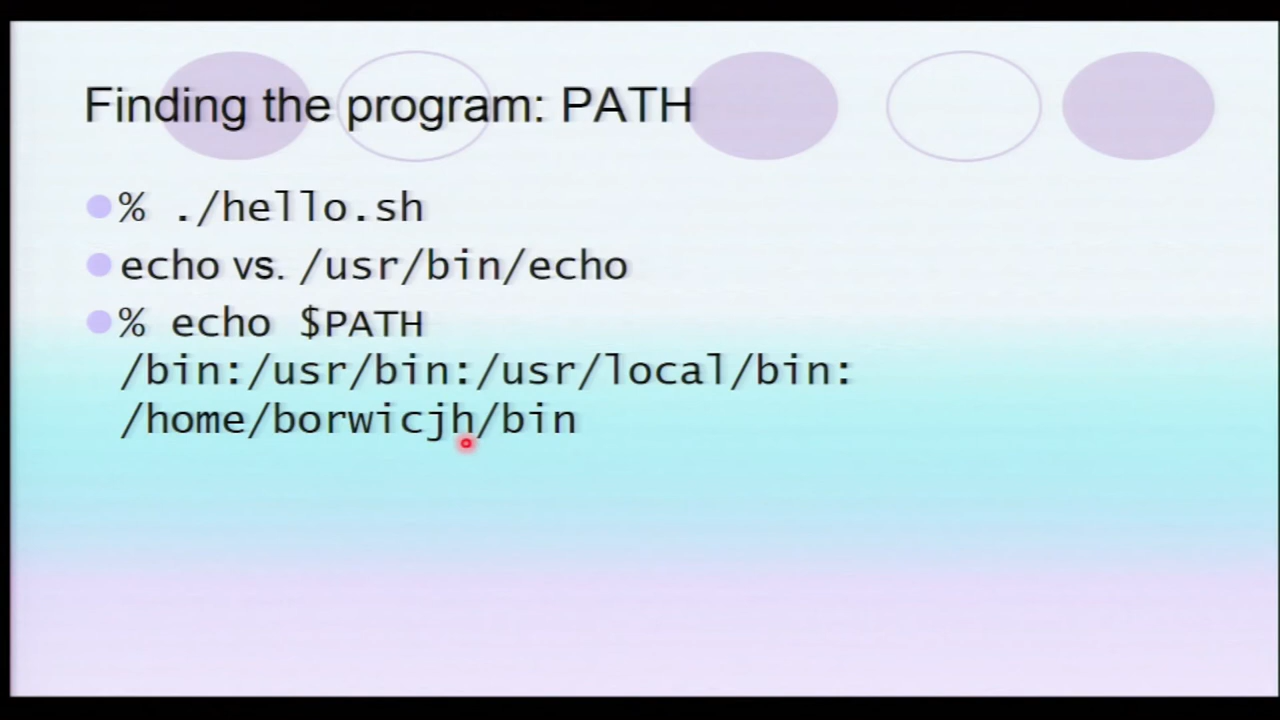 Finding the program: PATH
% ./hello.sh
echo vs. /usr/bin/echo
% echo $PATH
/bin:/usr/bin:/usr/local/bin:
/home/borwicjh/bin